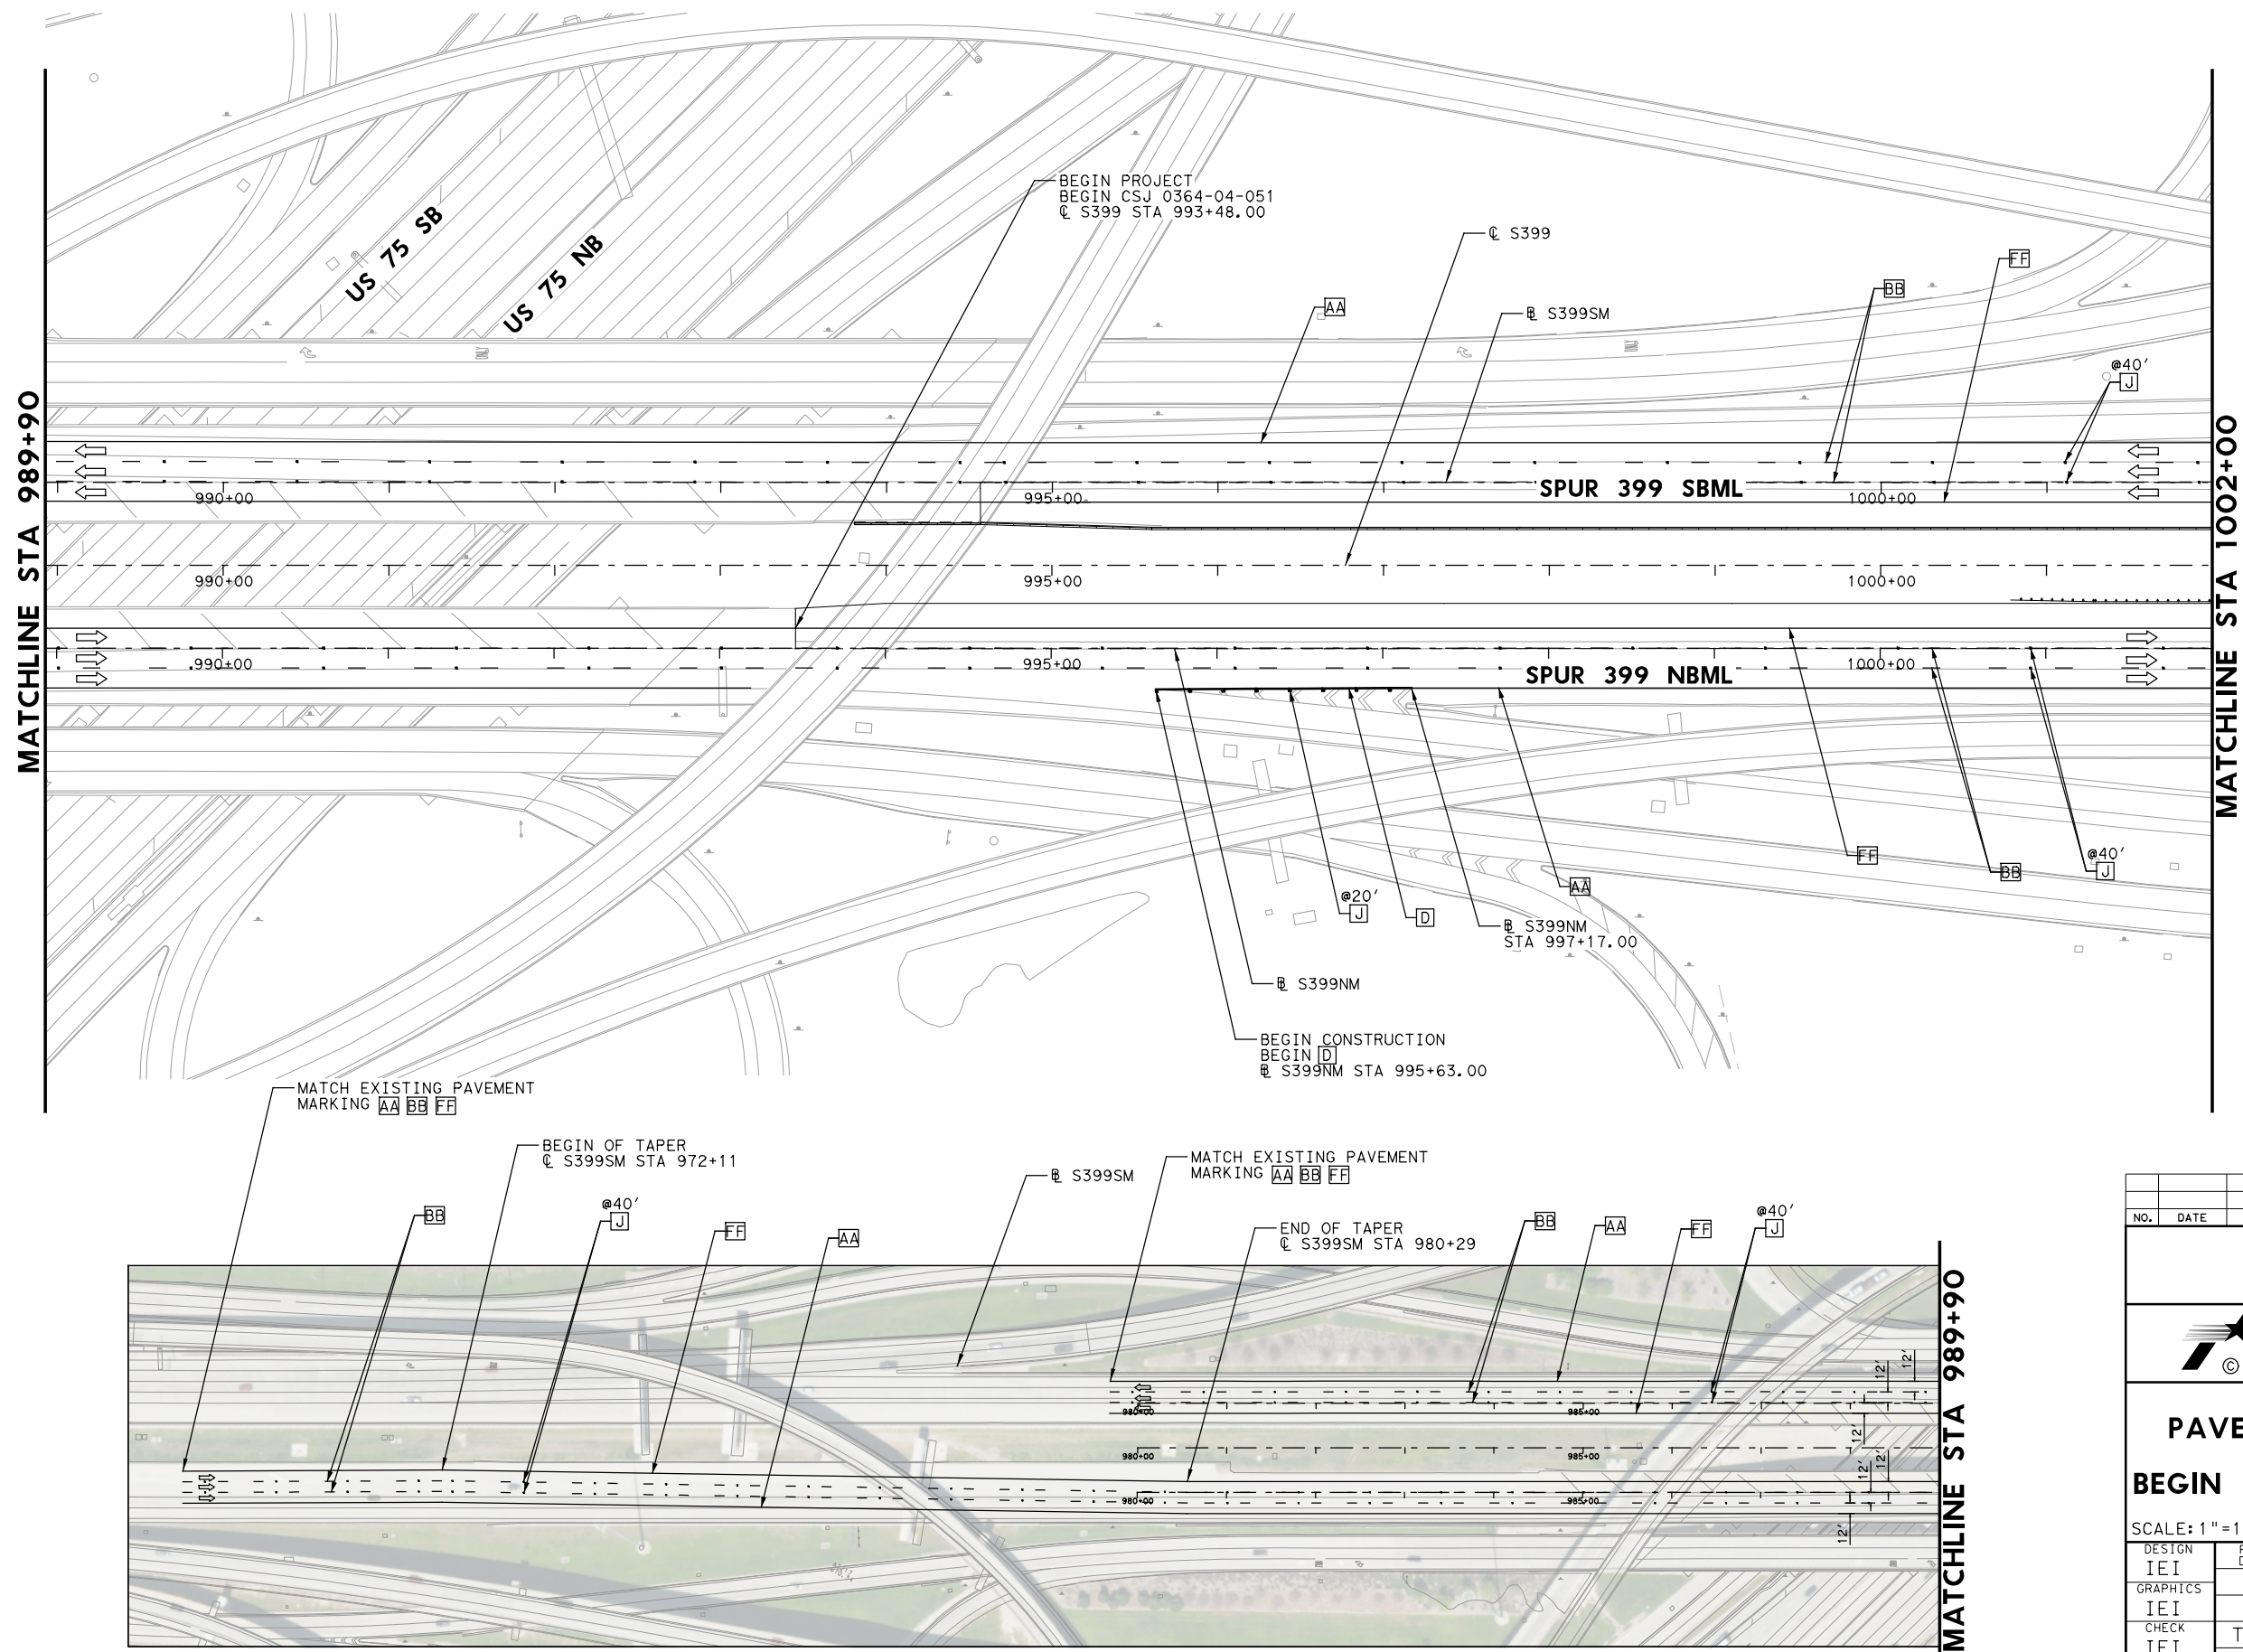 BEGIN PROJECT
BEGIN CSJ 0364-04-051
℄ S399 STA 993+48.00
US 75 SB
US 75 NB
℄ S399
FF
BB
AA
B̲L S399SM
@40'
J
MATCHLINE STA 989+90
MATCHLINE STA 1002+00
990+00
995+00
SPUR 399 SBML
1000+00
990+00
995+00
1000+00
990+00
995+00
SPUR 399 NBML
1000+00
FF
@40'
BB
J
AA
@20'
J
D
BL S399NM
STA 997+17.00
BL S399NM
BEGIN CONSTRUCTION
BEGIN D
BL S399NM STA 995+63.00
MATCH EXISTING PAVEMENT
MARKING AA BB FF
BEGIN OF TAPER
℄ S399SM STA 972+11
BL S399SM
MATCH EXISTING PAVEMENT
MARKING AA BB FF
@40'
BB
J
FF
AA
END OF TAPER
℄ S399SM STA 980+29
BB
AA
FF
@40'
J
MATCHLINE STA 989+90
12'
12'
980+00
985+00
12'
980+00
985+00
12'
12'
980+00
985+00
12'
NO. DATE
©
PAVE
BEGIN
SCALE: 1"=1
DESIGN
IEI
GRAPHICS
IEI
CHECK
T
IEI